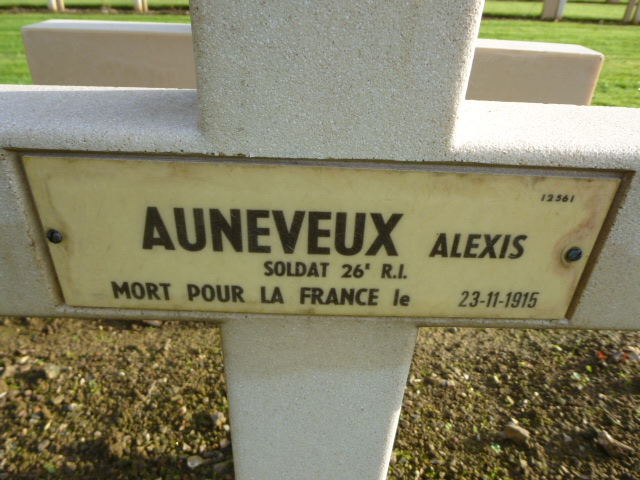 12561
AUNEVEUX ALEXIS
SOLDAT 26e R.I.
MORT POUR LA FRANCE le 23-11-1915